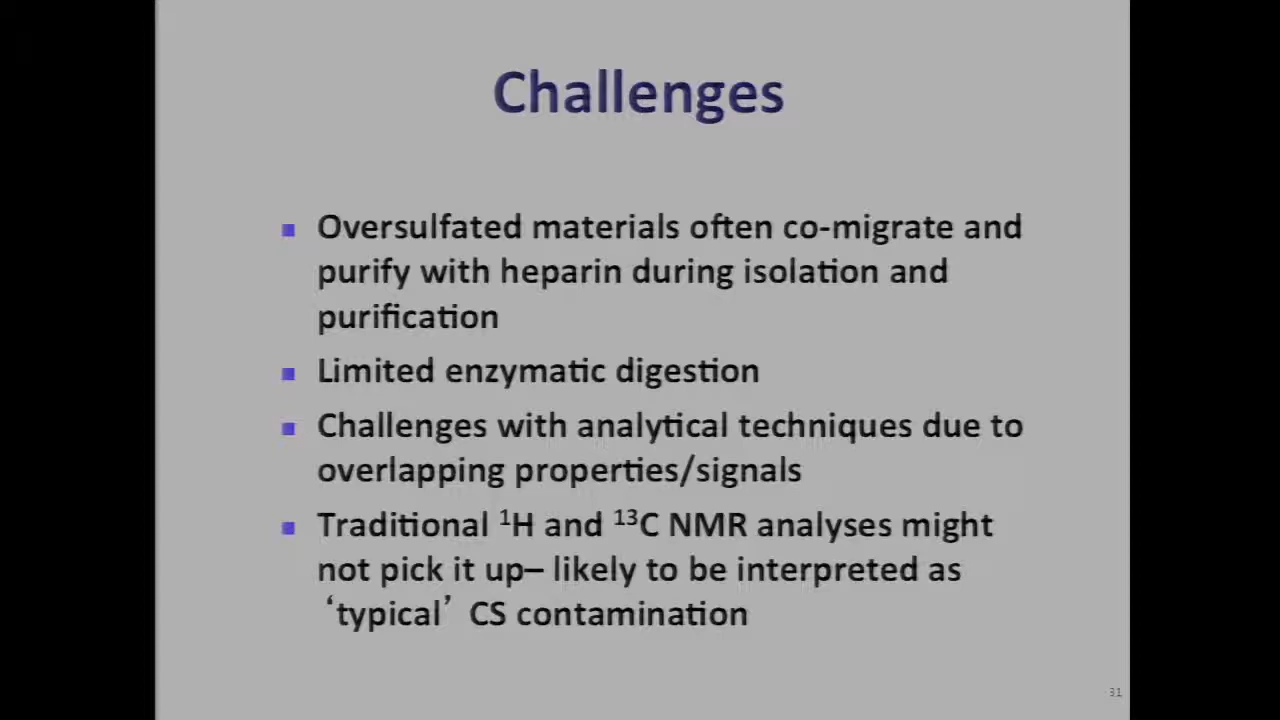 Challenges
Oversulfated materials often co-migrate and
purify with heparin during isolation and
purification
Limited enzymatic digestion
Challenges with analytical techniques due to
overlapping properties/signals
Traditional ¹H and ¹³C NMR analyses might
not pick it up– likely to be interpreted as
‘typical’ CS contamination
31